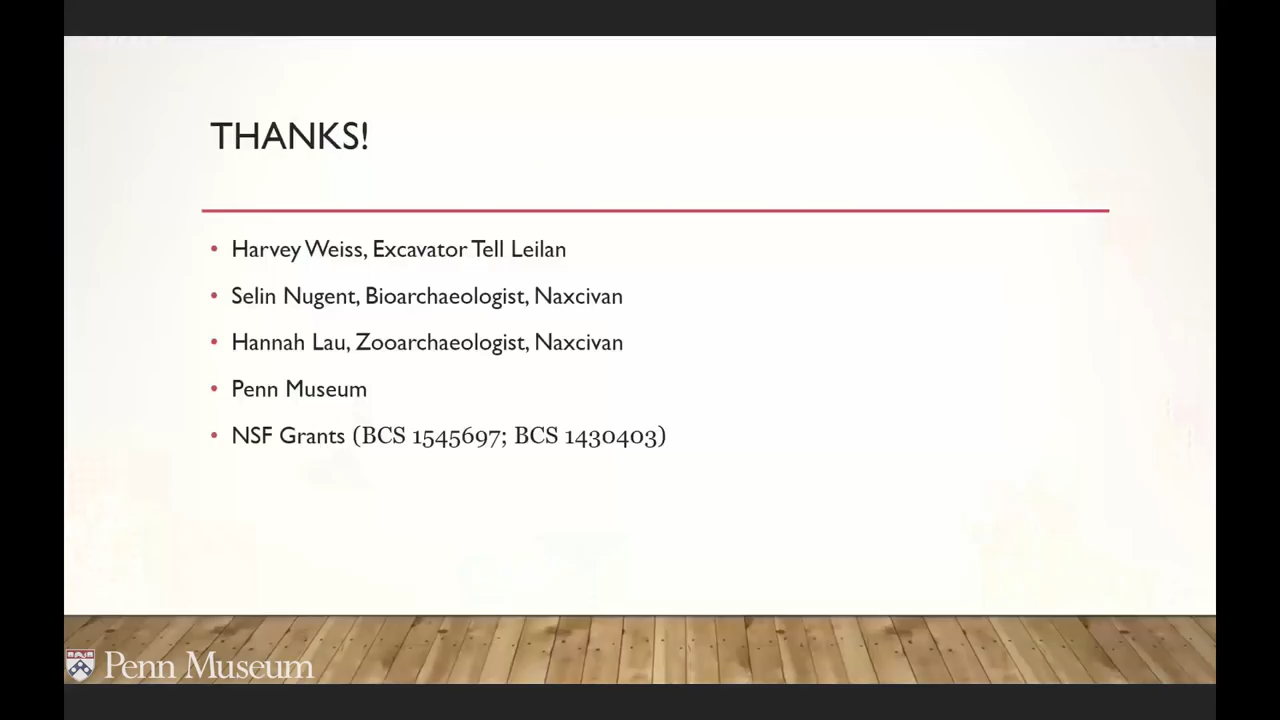 THANKS!
• Harvey Weiss, Excavator Tell Leilan
• Selin Nugent, Bioarchaeologist, Naxcivan
• Hannah Lau, Zooarchaeologist, Naxcivan
• Penn Museum
• NSF Grants (BCS 1545697; BCS 1430403)
Penn Museum